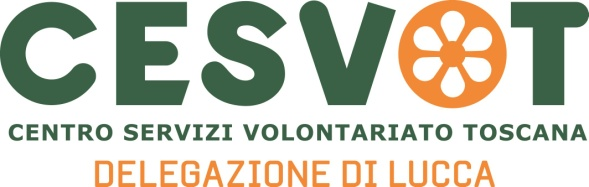 CESVOT
CENTRO SERVIZI VOLONTARIATO TOSCANA
DELEGAZIONE DI LUCCA